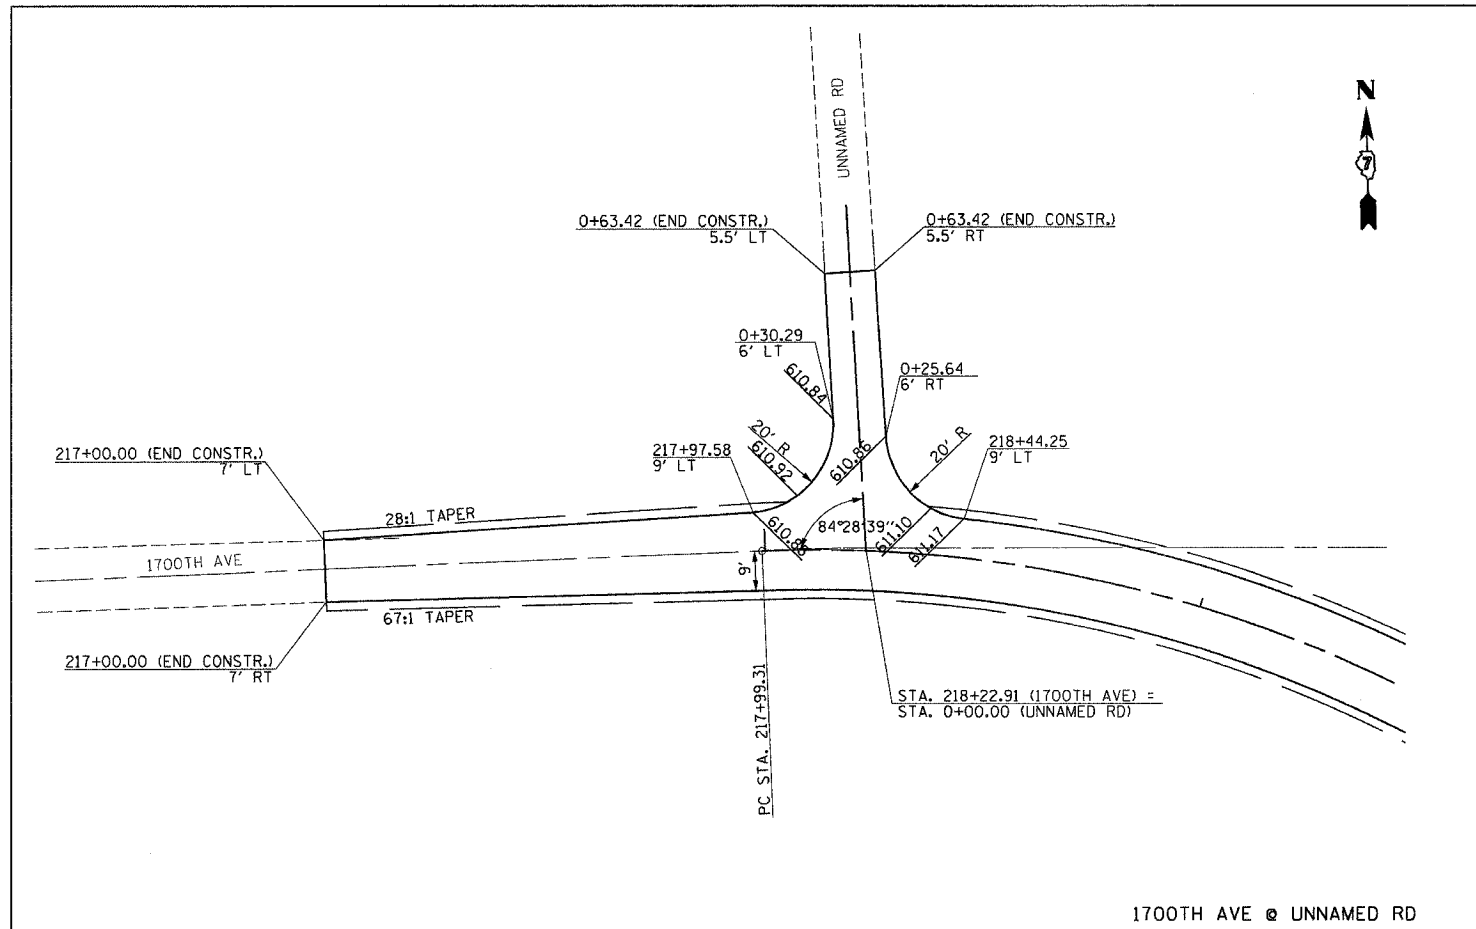 UNNAMED RD
N
7
0+63.42 (END CONSTR.)
5.5' LT
0+63.42 (END CONSTR.)
5.5' RT
0+30.29
6' LT
610.84
0+25.64
6' RT
20' R
610.92
610.86
20' R
217+97.58
9' LT
218+44.25
9' LT
217+00.00 (END CONSTR.)
7' LT
28:1 TAPER
610.88
84°28'39''
611.10
611.17
1700TH AVE
9'
67:1 TAPER
217+00.00 (END CONSTR.)
7' RT
PC STA. 217+99.31
STA. 218+22.91 (1700TH AVE) =
STA. 0+00.00 (UNNAMED RD)
1700TH AVE @ UNNAMED RD